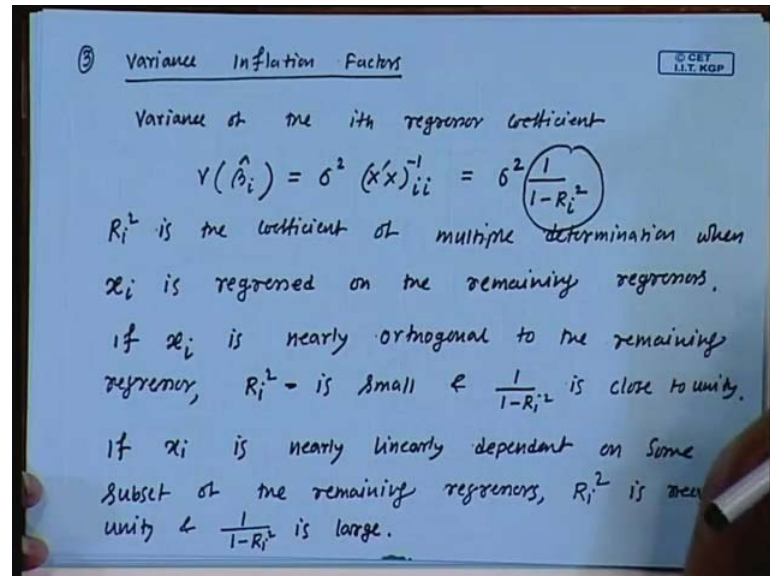 ③ Variance Inflation Factors
© CET
I.I.T. KGP
Variance of the ith regressor coefficient
V(β̂ᵢ) = σ² (x'x)⁻¹ᵢᵢ = σ² 1/(1-Rᵢ²)
Rᵢ² is the coefficient of multiple determination when
xᵢ is regressed on the remaining regressors.
If xᵢ is nearly orthogonal to the remaining
regressor, Rᵢ² - is small & 1/(1-Rᵢ²) is close to unity.
If xᵢ is nearly linearly dependent on some
subset of the remaining regressors, Rᵢ² is
unity & 1/(1-Rᵢ²) is large.